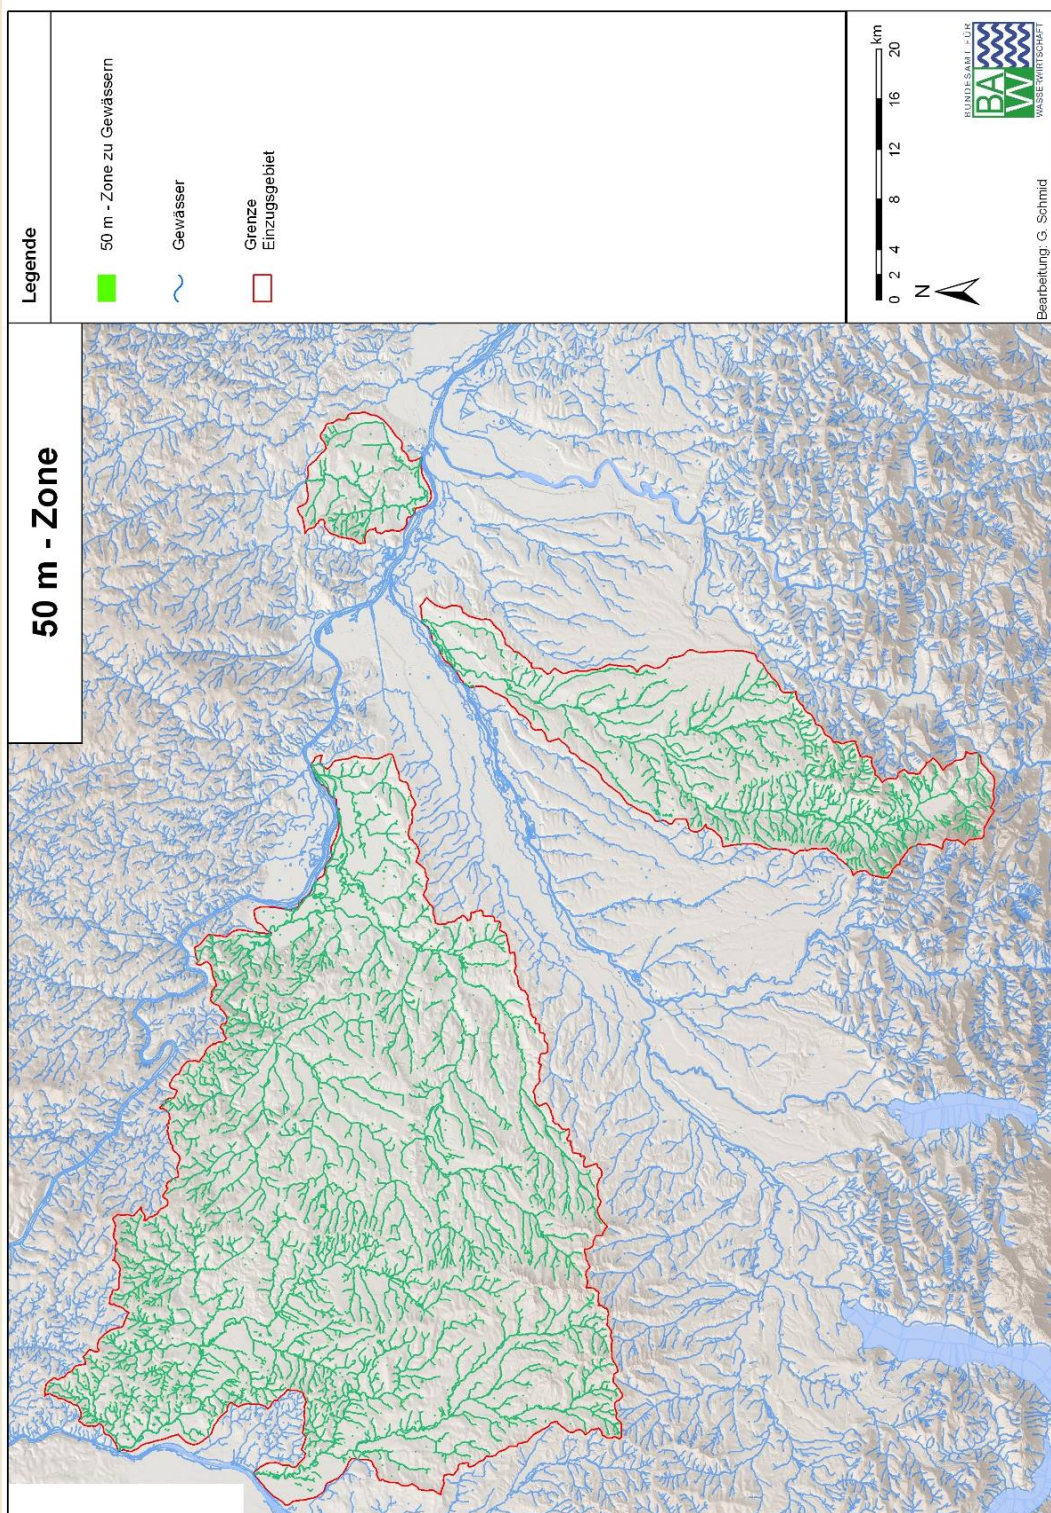 50 m - Zone
Legende
50 m - Zone zu Gewässern
Gewässer
Grenze
Einzugsgebiet
km
0 2 4 8 12 16 20
N
BUNDESAMT FÜR
BAW
WASSERWIRTSCHAFT
Bearbeitung: G. Schmid